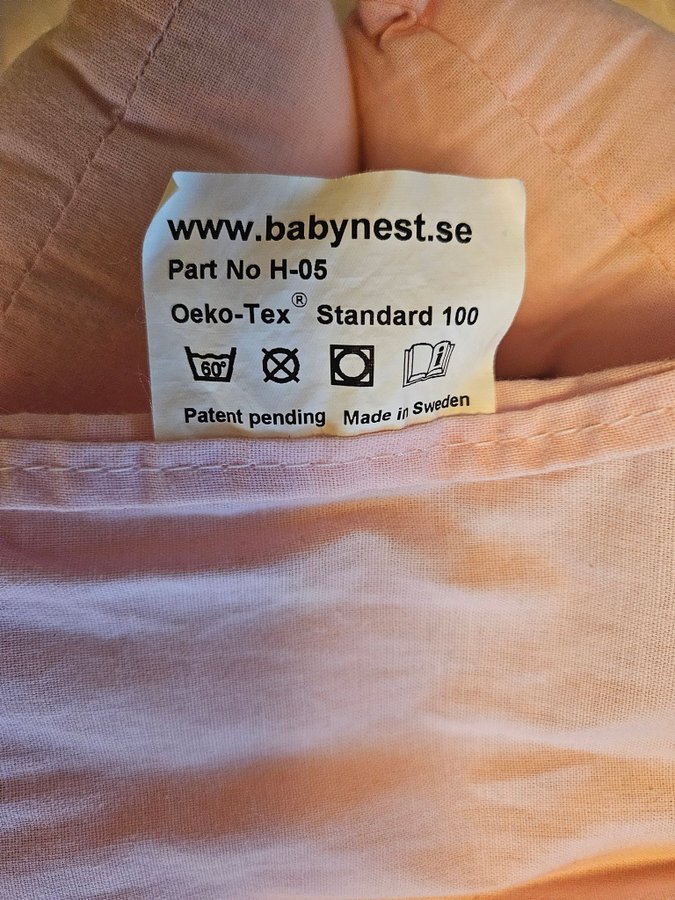 www.babynest.se
Part No H-05
Oeko-Tex® Standard 100
60°
i
Patent pending Made in Sweden